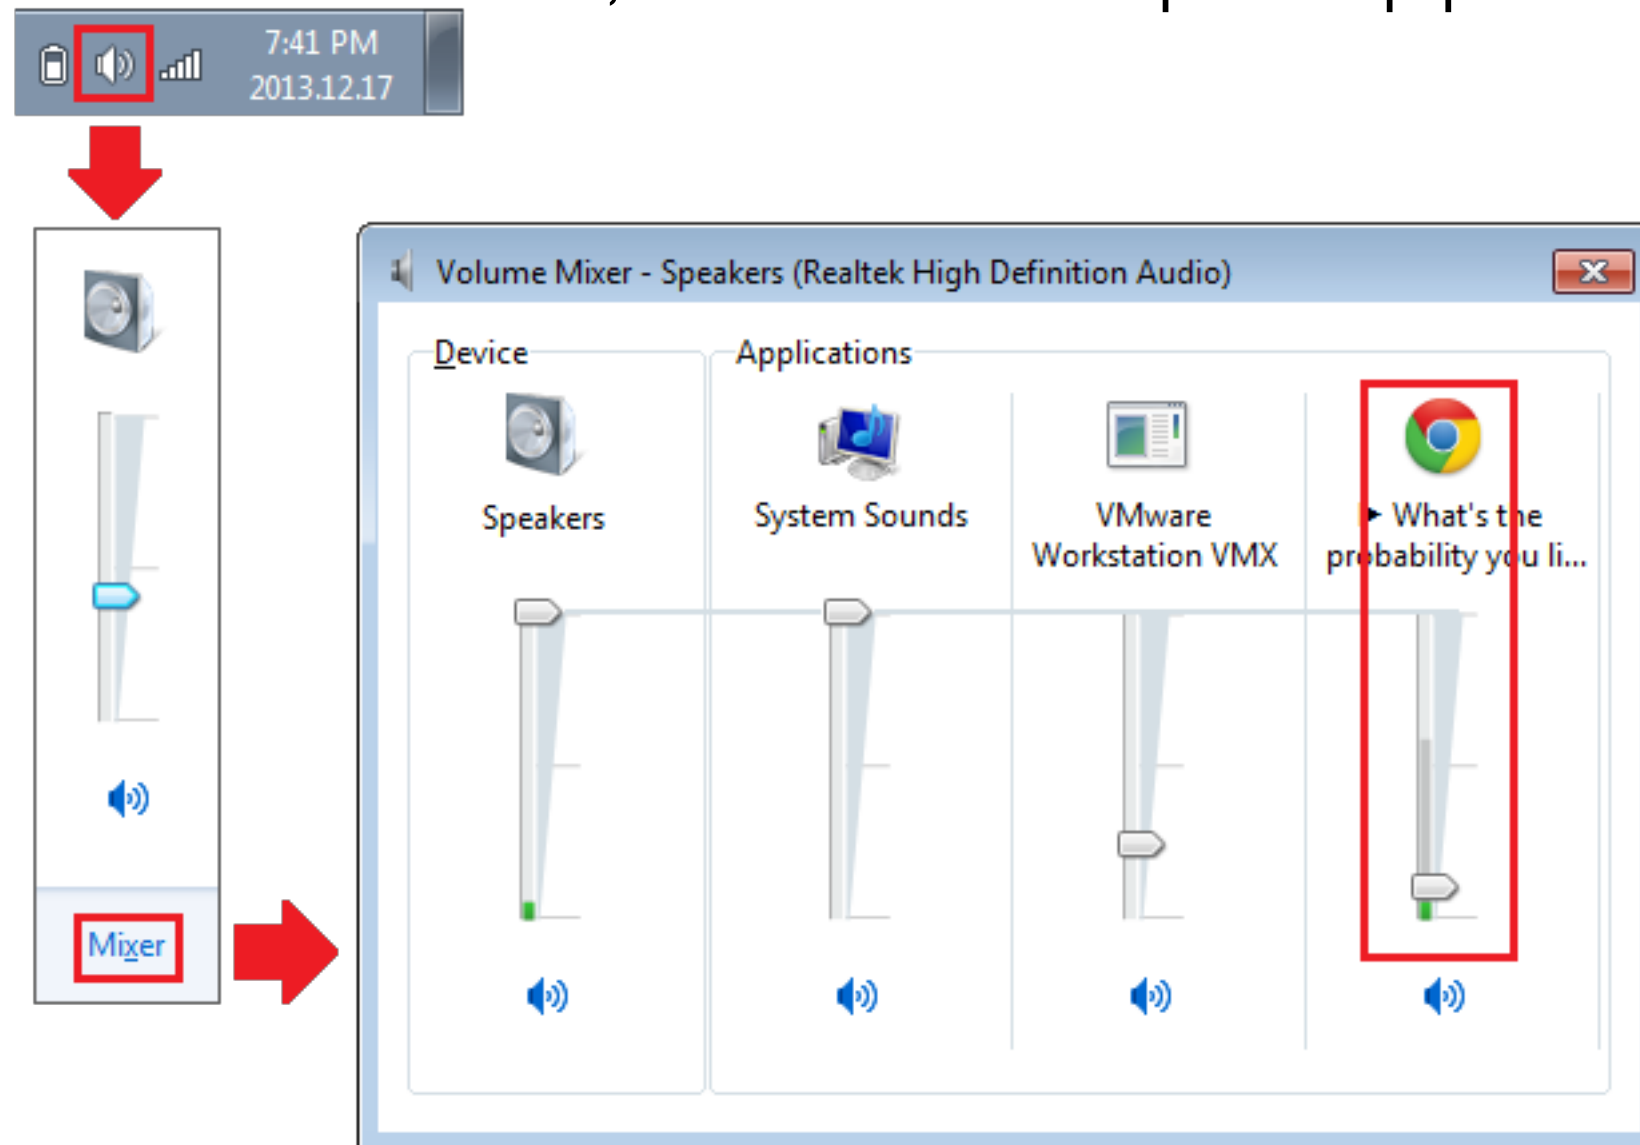 7:41 PM
2013.12.17
Volume Mixer - Speakers (Realtek High Definition Audio)
Device
Applications
Speakers
System Sounds
VMware
Workstation VMX
▶ What's the
probability you li...
Mixer